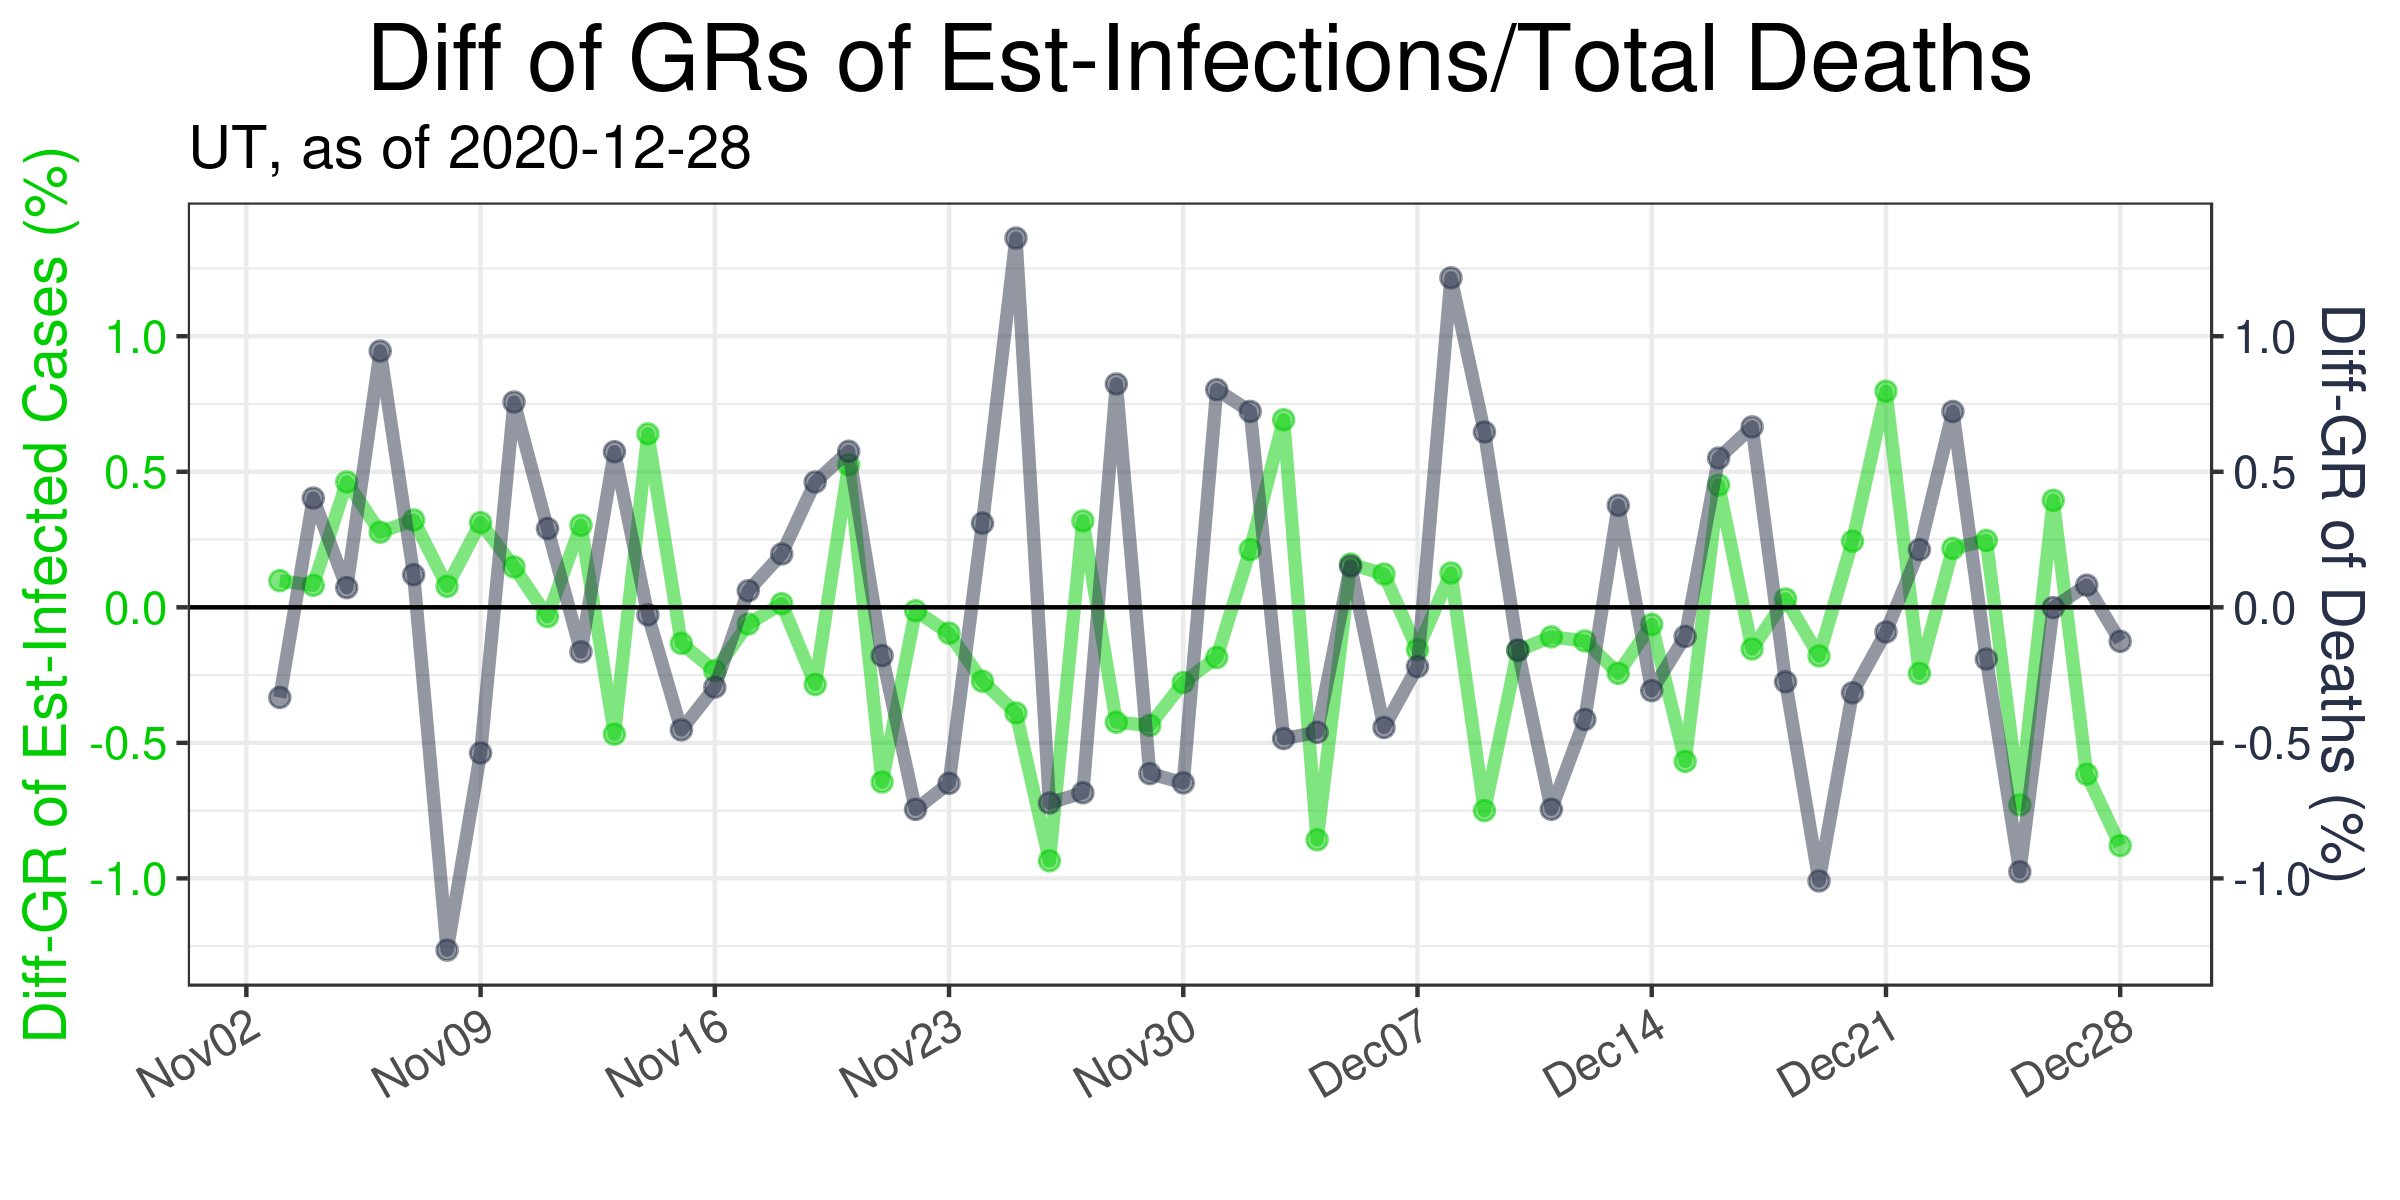 Diff of GRs of Est-Infections/Total Deaths
UT, as of 2020-12-28
Diff-GR of Est-Infected Cases (%)
1.0
0.5
0.0
-0.5
-1.0
1.0
0.5
0.0
-0.5
-1.0
Diff-GR of Deaths (%)
Nov02
Nov09
Nov16
Nov23
Nov30
Dec07
Dec14
Dec21
Dec28